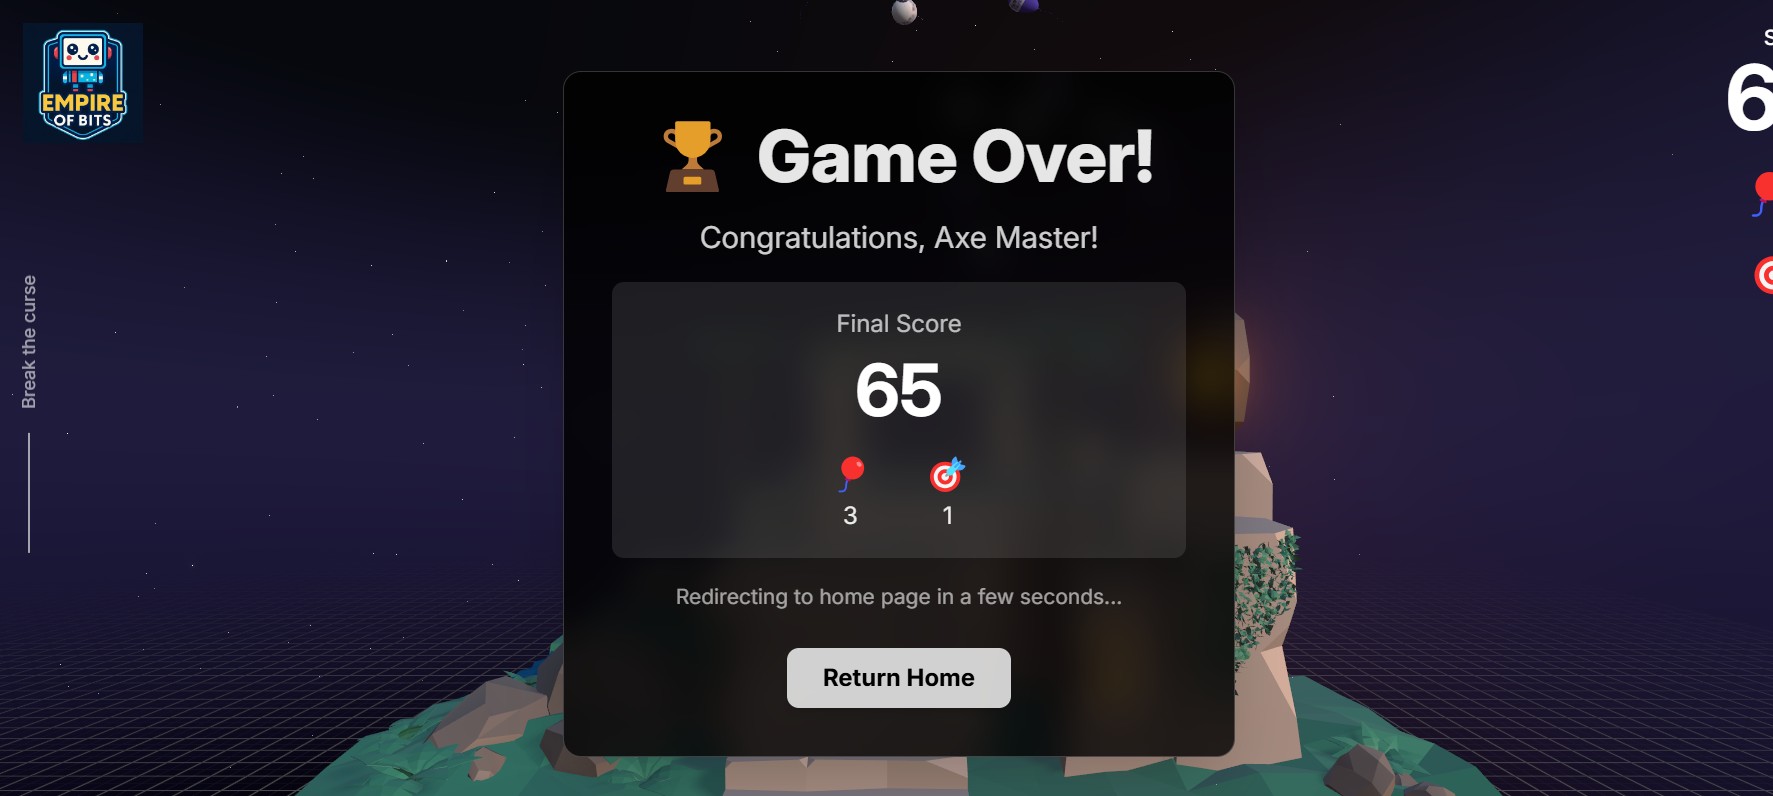 EMPIRE
OF BITS
Break the curse
Game Over!
Congratulations, Axe Master!
Final Score
65
3
1
Redirecting to home page in a few seconds...
Return Home
S
6